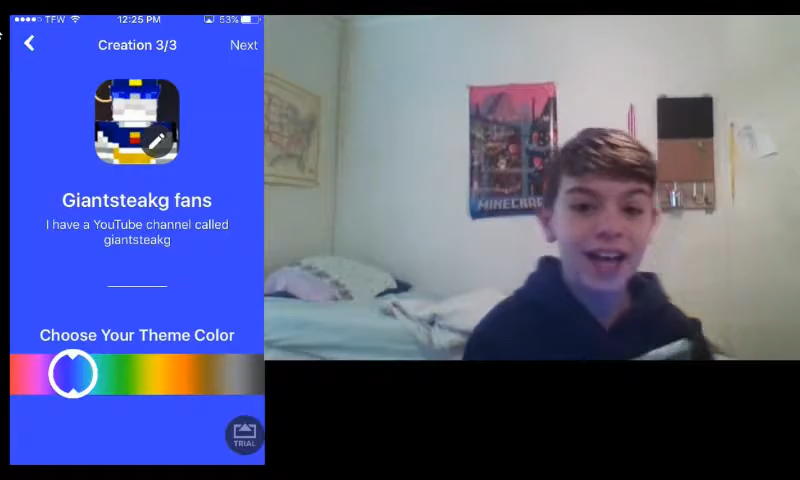 TFW 12:25 PM 53%
Creation 3/3 Next
Giantsteakg fans
I have a YouTube channel called
giantsteakg
Choose Your Theme Color
TRIAL
MINECRAF